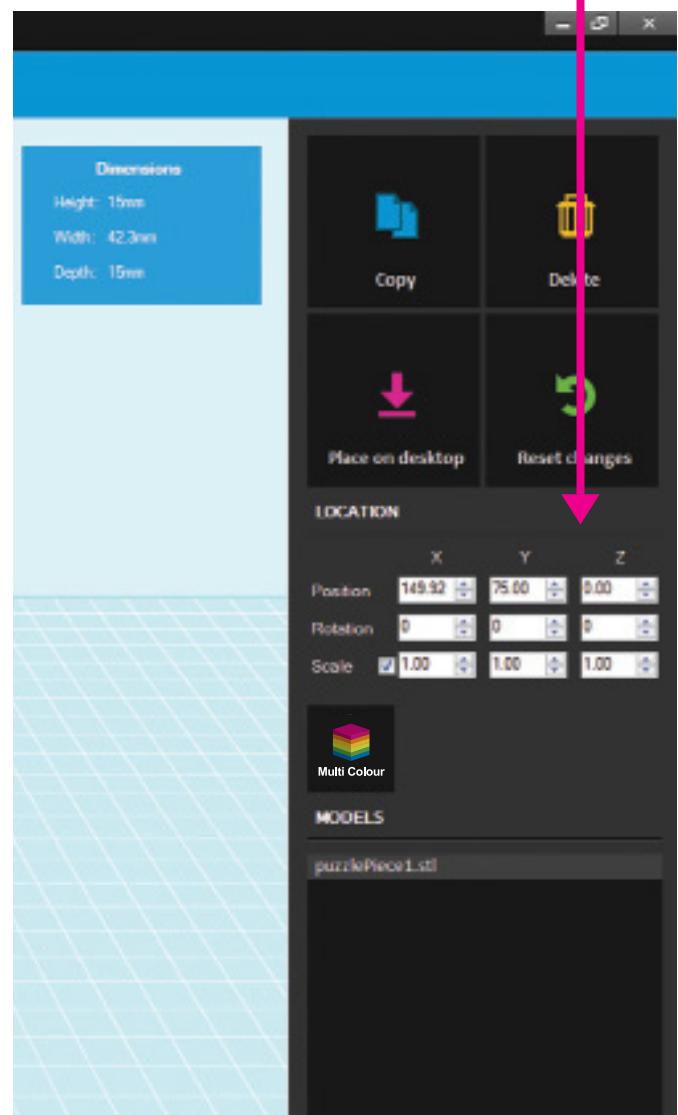 Dimensions
Height: 15mm
Width: 42.3mm
Depth: 15mm
Copy
Delete
Place on desktop
Reset changes
LOCATION
X Y Z
Position 149.92 75.00 0.00
Rotation 0 0 0
Scale 1.00 1.00 1.00
Multi Colour
MODELS
puzzlePiece1.stl